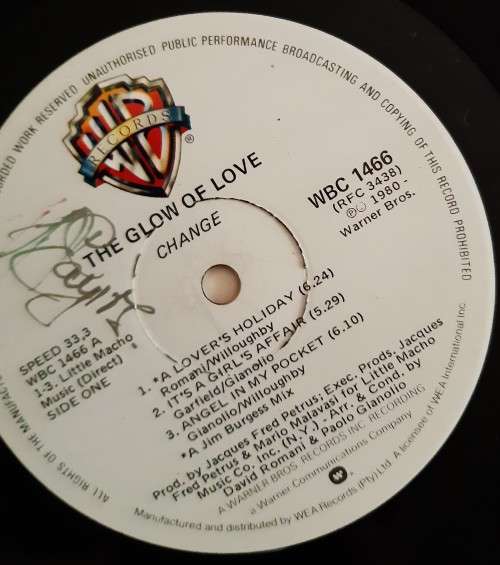 RECORDED WORK RESERVED UNAUTHORISED PUBLIC PERFORMANCE BROADCASTING AND COPYING OF THIS RECORD PROHIBITED
WB
RECORDS
®
THE GLOW OF LOVE
CHANGE
WBC 1466
(RFC 3438)
℗ 1980 -
Warner Bros.
SPEED 33.3
WBC 1466 A
1-3, Little Macho
Music (Direct)
SIDE ONE
1. *A LOVER'S HOLIDAY (6.24)
Romani/Willoughby
2. IT'S A GIRL'S AFFAIR (5.29)
Garfield/Gianolio
3. ANGEL IN MY POCKET (6.10)
Gianolio/Willoughby
*A Jim Burgess Mix
Prod. by Jacques Fred Petrus; Exec. Prods. Jacques
Fred Petrus & Mario Malavasi for Little Macho
Music Co. Inc. (N.Y.). Arr. & Cond. by
David Romani & Paolo Gianolio
A WARNER BROS. RECORDS INC. RECORDING
a Warner Communications Company
Manufactured and distributed by WEA Records (Pty) Ltd. A licensee of WEA International Inc.
ALL RIGHTS OF THE MANUFACT